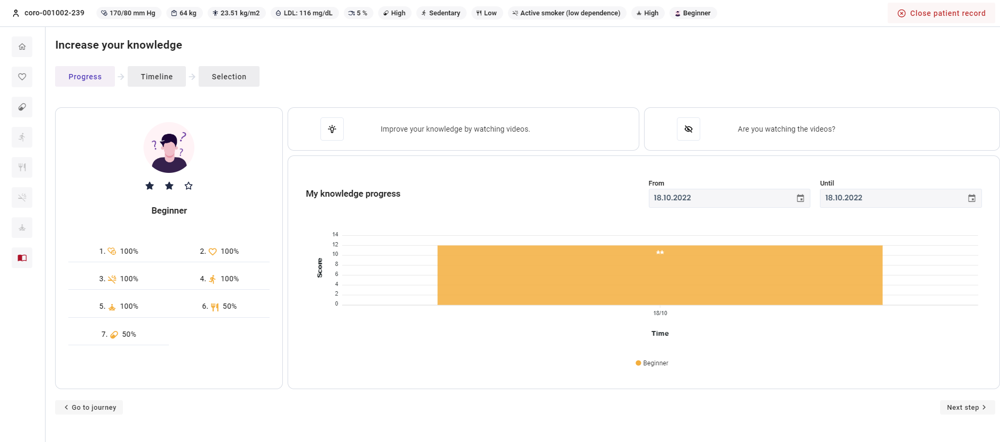 coro-001002-239 170/80 mm Hg 64 kg 23.51 kg/m2 LDL: 116 mg/dL 5 % High Sedentary Low Active smoker (low dependence) High Beginner Close patient record
Increase your knowledge
Progress Timeline Selection
Improve your knowledge by watching videos.
Are you watching the videos?
Beginner
1. 100% 2. 100%
3. 100% 4. 100%
5. 100% 6. 50%
7. 50%
My knowledge progress
From
18.10.2022
Until
18.10.2022
Score
14
12
10
8
6
4
2
0
18/10
Time
Beginner
Go to journey
Next step